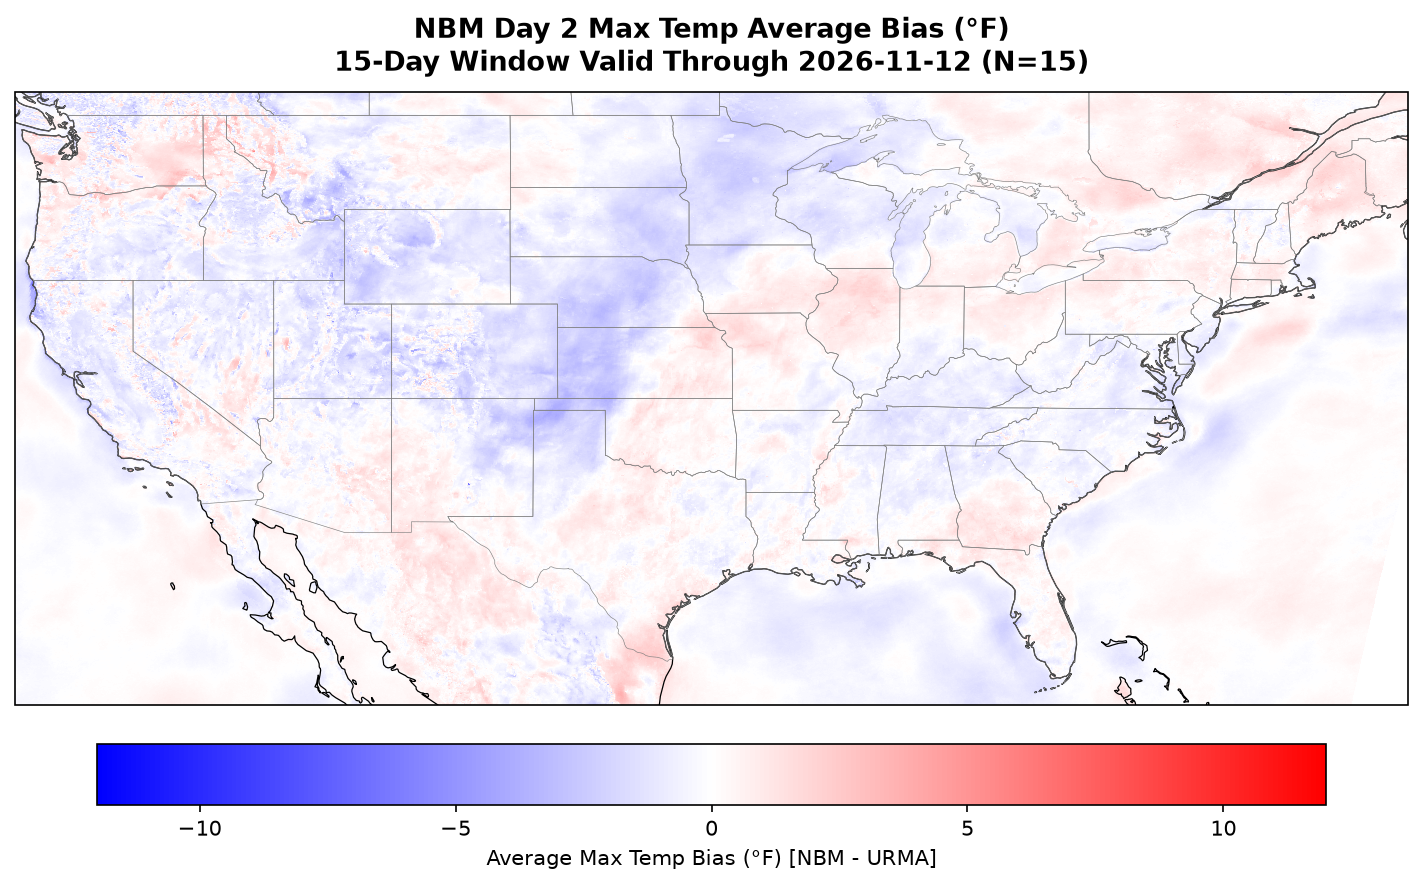 NBM Day 2 Max Temp Average Bias (°F)
15-Day Window Valid Through 2026-11-12 (N=15)
−10 −5 0 5 10
Average Max Temp Bias (°F) [NBM - URMA]